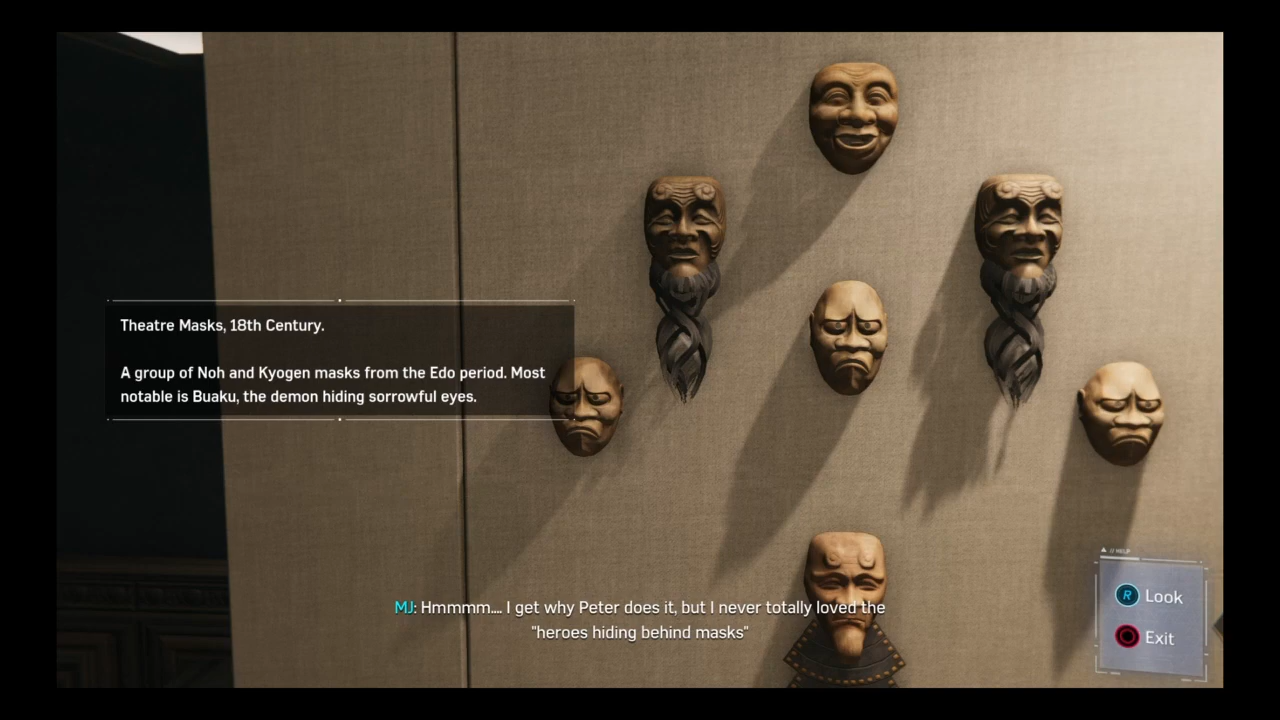 Theatre Masks, 18th Century.
A group of Noh and Kyogen masks from the Edo period. Most
notable is Buaku, the demon hiding sorrowful eyes.
MJ: Hmmmm.... I get why Peter does it, but I never totally loved the
"heroes hiding behind masks"
// HELP
R Look
Exit